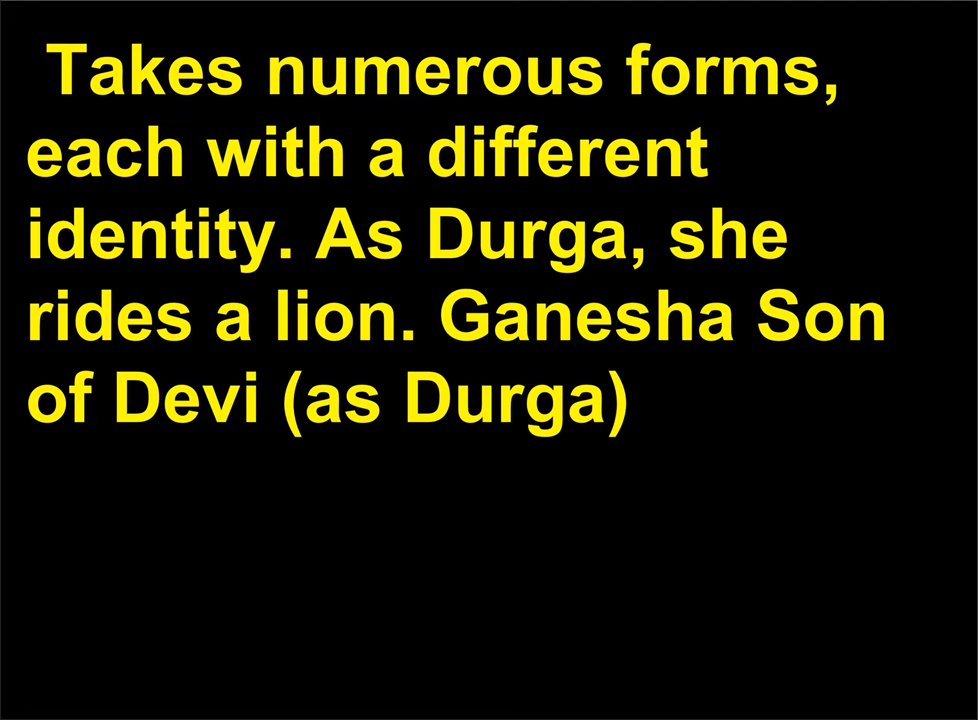 Takes numerous forms,
each with a different
identity. As Durga, she
rides a lion. Ganesha Son
of Devi (as Durga)